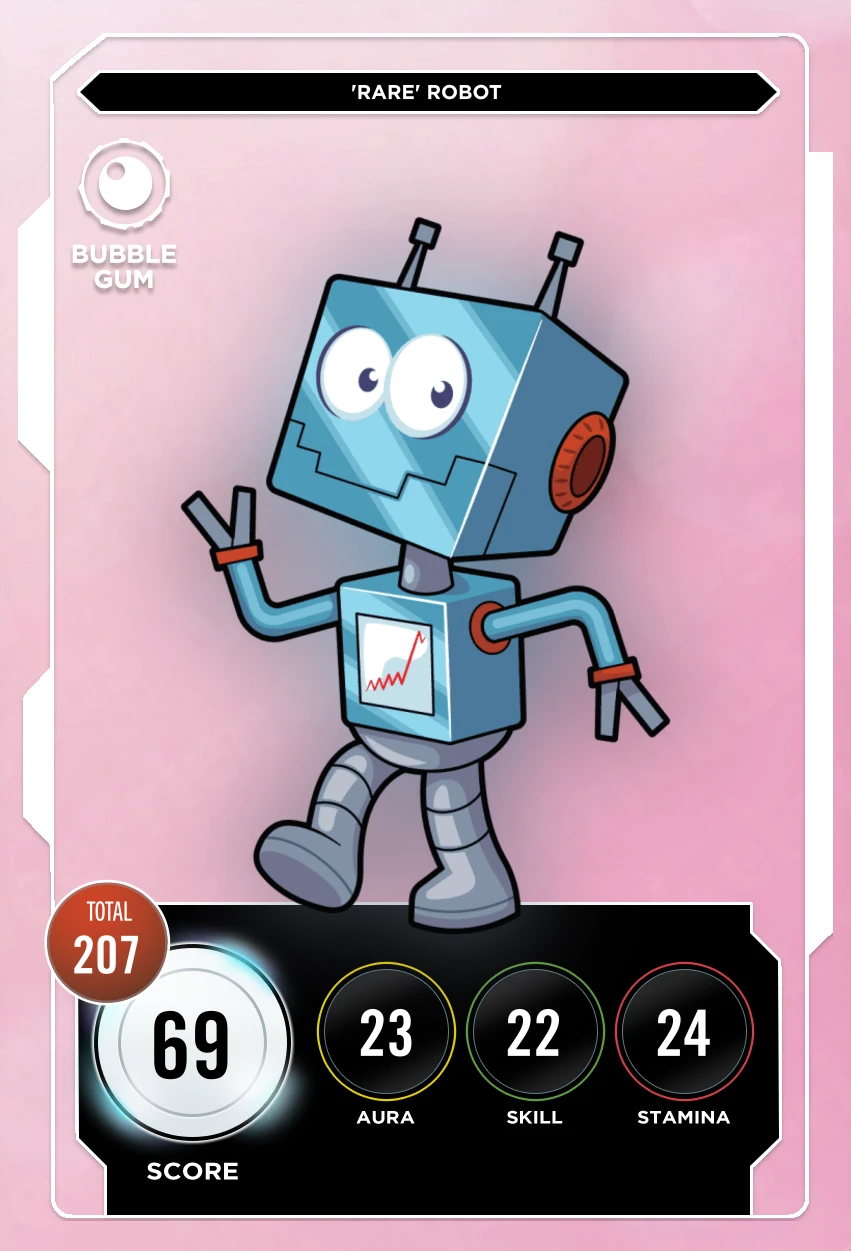 'RARE' ROBOT
BUBBLE
GUM
TOTAL
207
69
SCORE
23
AURA
22
SKILL
24
STAMINA